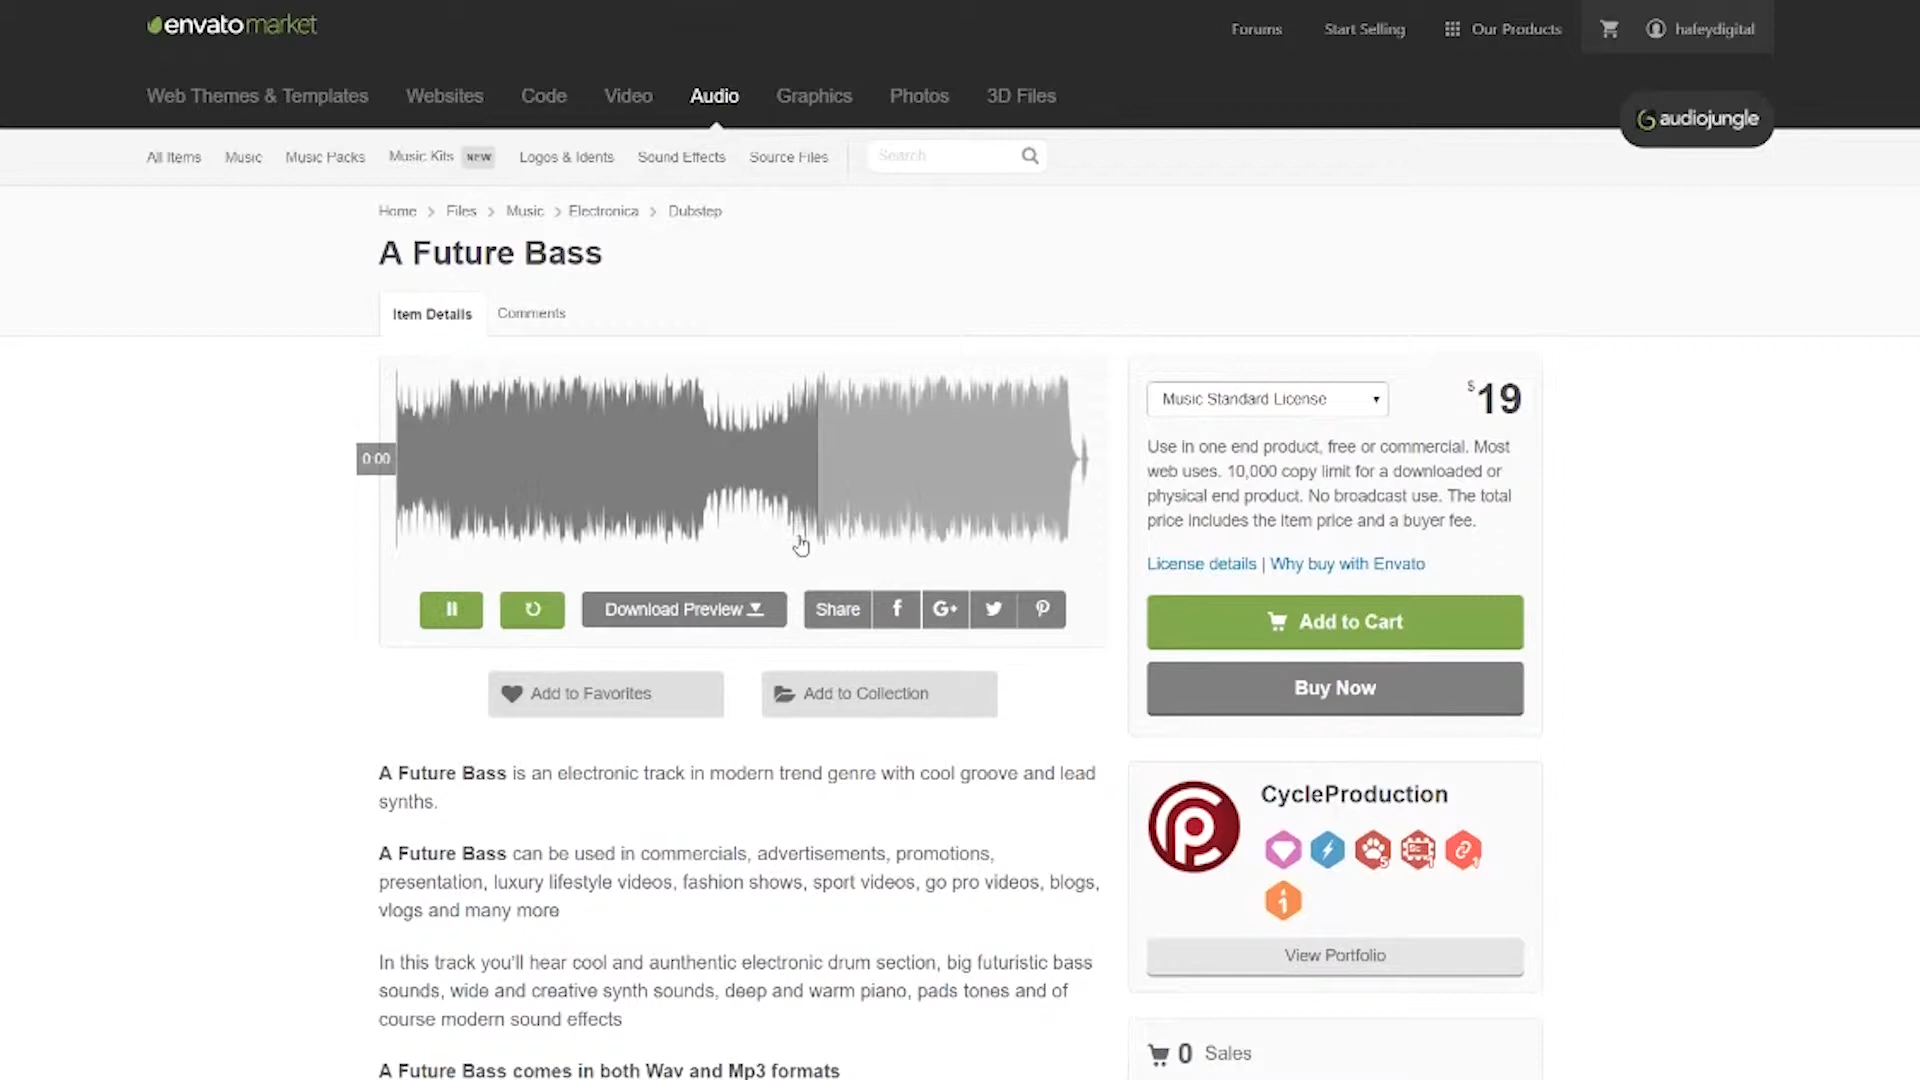 envatomarket
Forums Start Selling Our Products hafeydigital
Web Themes & Templates Websites Code Video Audio Graphics Photos 3D Files
audiojungle
All Items Music Music Packs Music Kits NEW Logos & Idents Sound Effects Source Files Search
Home > Files > Music > Electronica > Dubstep
A Future Bass
Item Details Comments
0:00
Download Preview Share f G+
Add to Favorites Add to Collection
A Future Bass is an electronic track in modern trend genre with cool groove and lead
synths.
A Future Bass can be used in commercials, advertisements, promotions,
presentation, luxury lifestyle videos, fashion shows, sport videos, go pro videos, blogs,
vlogs and many more
In this track you'll hear cool and aunthentic electronic drum section, big futuristic bass
sounds, wide and creative synth sounds, deep and warm piano, pads tones and of
course modern sound effects
A Future Bass comes in both Wav and Mp3 formats
Music Standard License $19
Use in one end product, free or commercial. Most
web uses. 10,000 copy limit for a downloaded or
physical end product. No broadcast use. The total
price includes the item price and a buyer fee.
License details | Why buy with Envato
Add to Cart
Buy Now
CycleProduction
5 1 1
1
View Portfolio
0 Sales